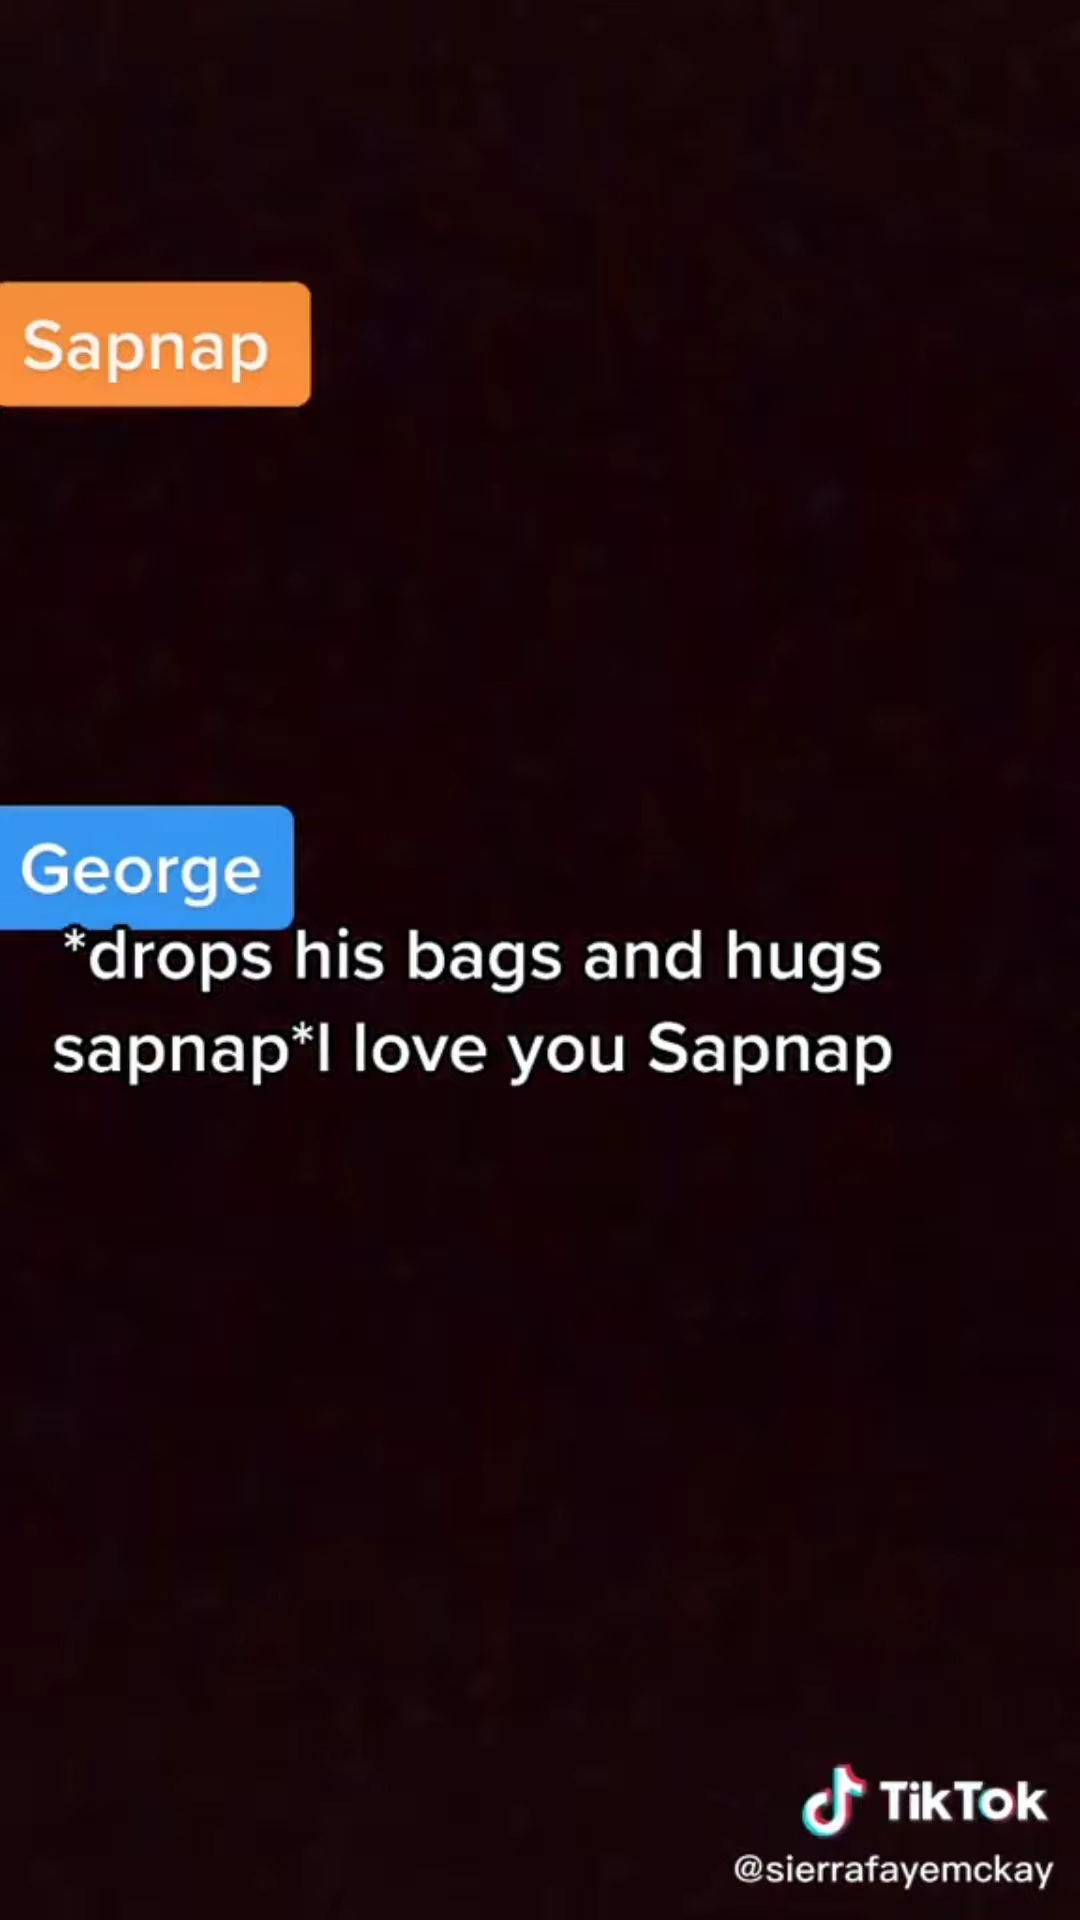 Sapnap
George
*drops his bags and hugs
sapnap*I love you Sapnap
TikTok
@sierrafayemckay